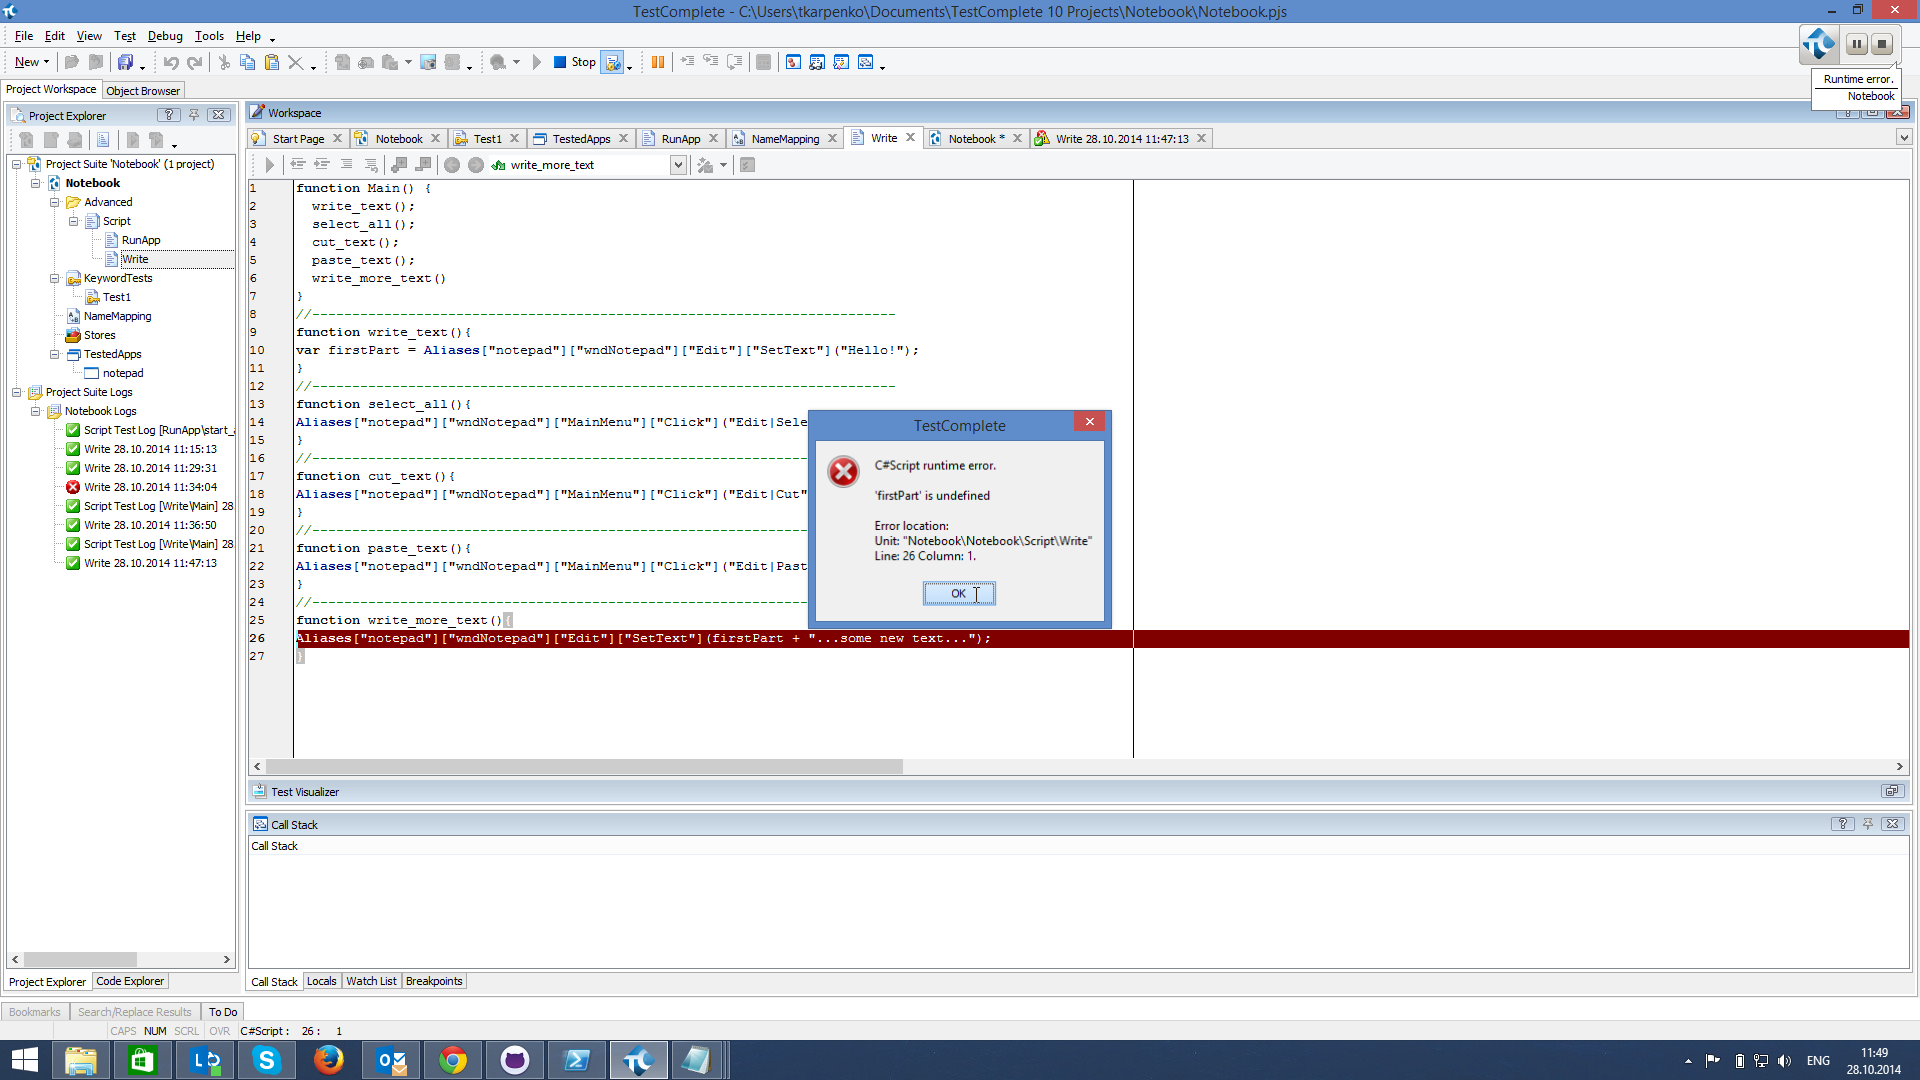 TestComplete - C:\Users\tkarpenko\Documents\TestComplete 10 Projects\Notebook\Notebook.pjs
File Edit View Test Debug Tools Help
New
Stop
Runtime error.
Notebook
Project Workspace Object Browser
Project Explorer
Workspace
Start Page Notebook Test1 TestedApps RunApp NameMapping Write Notebook * Write 28.10.2014 11:47:13
write_more_text
Project Suite 'Notebook' (1 project)
Notebook
Advanced
Script
RunApp
Write
KeywordTests
Test1
NameMapping
Stores
TestedApps
notepad
Project Suite Logs
Notebook Logs
Script Test Log [RunApp\start_
Write 28.10.2014 11:15:13
Write 28.10.2014 11:29:31
Write 28.10.2014 11:34:04
Script Test Log [Write\Main] 28
Write 28.10.2014 11:36:50
Script Test Log [Write\Main] 28
Write 28.10.2014 11:47:13
1 function Main() {
2 write_text();
3 select_all();
4 cut_text();
5 paste_text();
6 write_more_text()
7 }
8 //-------------------------------------------------------------------------
9 function write_text(){
10 var firstPart = Aliases["notepad"]["wndNotepad"]["Edit"]["SetText"]("Hello!");
11 }
12 //-------------------------------------------------------------------------
13 function select_all(){
14 Aliases["notepad"]["wndNotepad"]["MainMenu"]["Click"]("Edit|Sele
15 }
16 //--------------------------------------------------------------
17 function cut_text(){
18 Aliases["notepad"]["wndNotepad"]["MainMenu"]["Click"]("Edit|Cut"
19 }
20 //--------------------------------------------------------------
21 function paste_text(){
22 Aliases["notepad"]["wndNotepad"]["MainMenu"]["Click"]("Edit|Past
23 }
24 //--------------------------------------------------------------
25 function write_more_text(){
26 Aliases["notepad"]["wndNotepad"]["Edit"]["SetText"](firstPart + "...some new text...");
27 }
TestComplete
C#Script runtime error.
'firstPart' is undefined
Error location:
Unit: "Notebook\Notebook\Script\Write"
Line: 26 Column: 1.
OK
Test Visualizer
Call Stack
Call Stack
Project Explorer Code Explorer
Call Stack Locals Watch List Breakpoints
Bookmarks Search/Replace Results To Do
CAPS NUM SCRL OVR C#Script : 26 : 1
ENG
11:49
28.10.2014